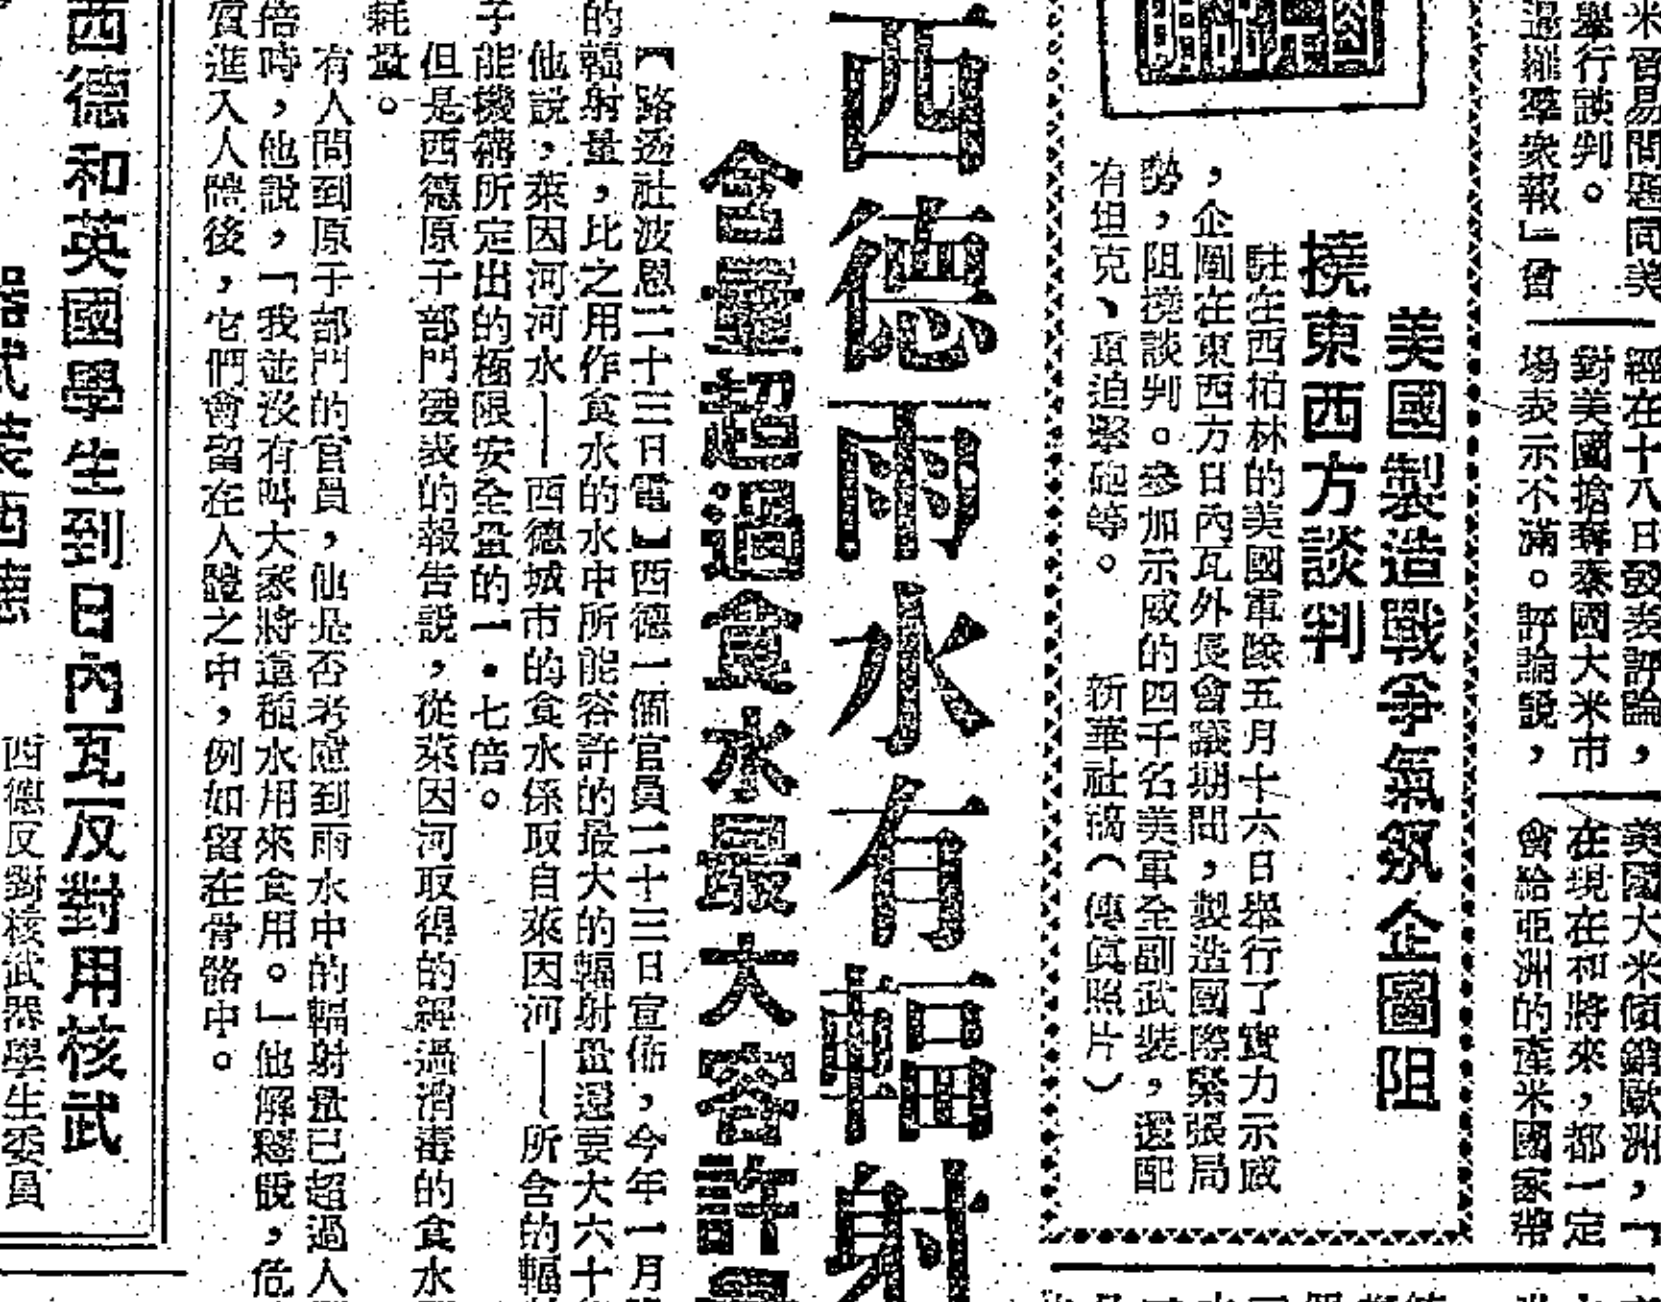 米貿易問題同美
舉行談判。
暹羅羣衆報」曾
經在十八日發表評論，
對美國搶奪泰國大米市
場表示不滿。評論說，
美國大米傾銷歐洲，一
在現在和將來，都一定
會給亞洲的產米國家帶
美國製造戰爭氣氛企圖阻
撓東西方談判
駐在西柏林的美國軍隊五月十六日舉行了實力示威
，企圖在東西方日內瓦外長會議期間，製造國際緊張局
勢，阻撓談判。參加示威的四千名美軍全副武裝，還配
有坦克、重迫擊砲等。　　新華社稿（傳眞照片）
西德雨水有輻射
含量超過食水最大容許量
【路透社波恩二十三日電】西德一個官員二十三日宣佈，今年一月
的輻射量，比之用作食水的水中所能容許的最大的輻射量還要大六十
他說，萊因河河水——西德城市的食水係取自萊因河——所含的輻
子能機構所定出的極限安全量的一・七倍。
但是西德原子部門發表的報告說，從萊因河取得的經過消毒的食水
耗量。
有人問到原子部門的官員，他是否考慮到雨水中的輻射量已超過人
倍時，他說，「我並沒有叫大家將這種水用來食用。」他解釋說，危
質進入人體後，它們會留在人體之中，例如留在骨骼中。
西德和英國學生到日內瓦反對用核武
器武裝西德
西德反對核武器學生委員